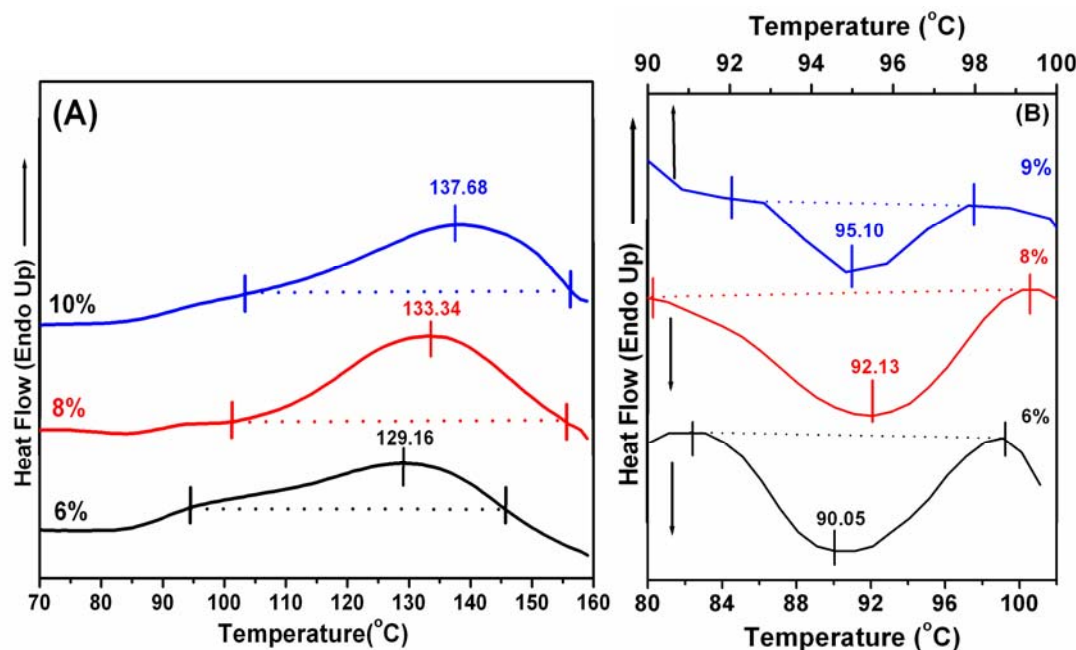 (A)
Heat Flow (Endo Up)
137.68
10%
133.34
8%
129.16
6%
70 80 90 100 110 120 130 140 150 160
Temperature(°C)
Temperature (°C)
90 92 94 96 98 100
(B)
Heat Flow (Endo Up)
9%
95.10
8%
92.13
6%
90.05
80 84 88 92 96 100
Temperature (°C)